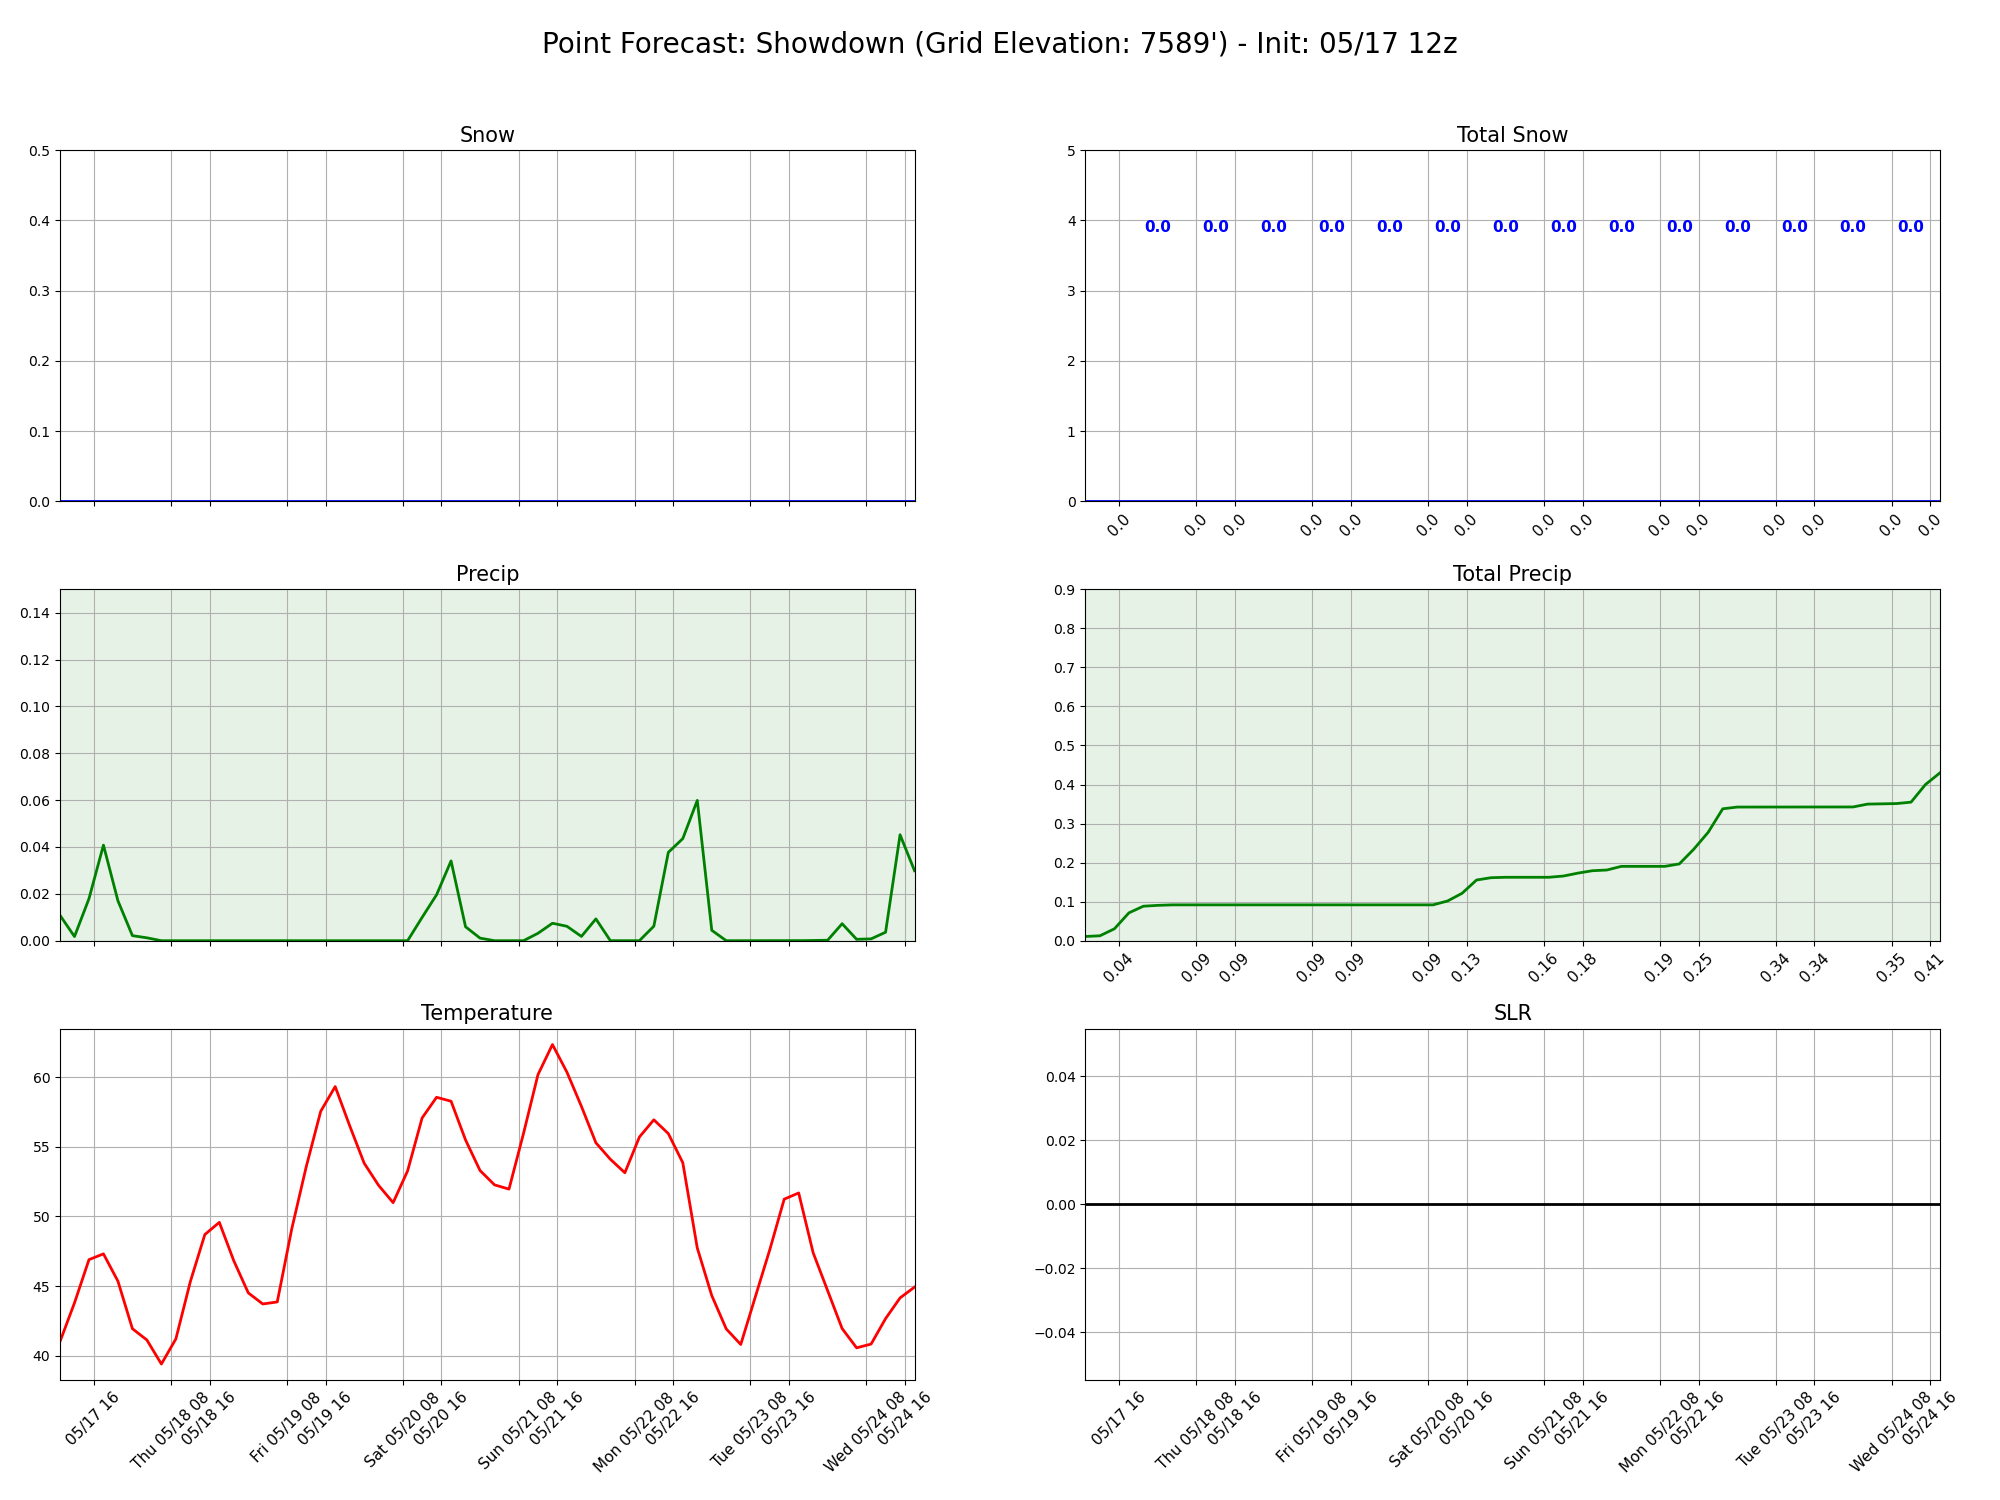 Point Forecast: Showdown (Grid Elevation: 7589') - Init: 05/17 12z
Snow
0.5
0.4
0.3
0.2
0.1
0.0
Total Snow
5
4
3
2
1
0
0.0 0.0 0.0 0.0 0.0 0.0 0.0 0.0 0.0 0.0 0.0 0.0 0.0 0.0
0.0 0.0 0.0 0.0 0.0 0.0 0.0 0.0 0.0 0.0 0.0 0.0 0.0 0.0 0.0
Precip
0.14
0.12
0.10
0.08
0.06
0.04
0.02
0.00
Total Precip
0.9
0.8
0.7
0.6
0.5
0.4
0.3
0.2
0.1
0.0
0.04 0.09 0.09 0.09 0.09 0.09 0.13 0.16 0.18 0.19 0.25 0.34 0.34 0.35 0.41
Temperature
60
55
50
45
40
05/17 16
Thu 05/18 08
05/18 16
Fri 05/19 08
05/19 16
Sat 05/20 08
05/20 16
Sun 05/21 08
05/21 16
Mon 05/22 08
05/22 16
Tue 05/23 08
05/23 16
Wed 05/24 08
05/24 16
SLR
0.04
0.02
0.00
−0.02
−0.04
05/17 16
Thu 05/18 08
05/18 16
Fri 05/19 08
05/19 16
Sat 05/20 08
05/20 16
Sun 05/21 08
05/21 16
Mon 05/22 08
05/22 16
Tue 05/23 08
05/23 16
Wed 05/24 08
05/24 16